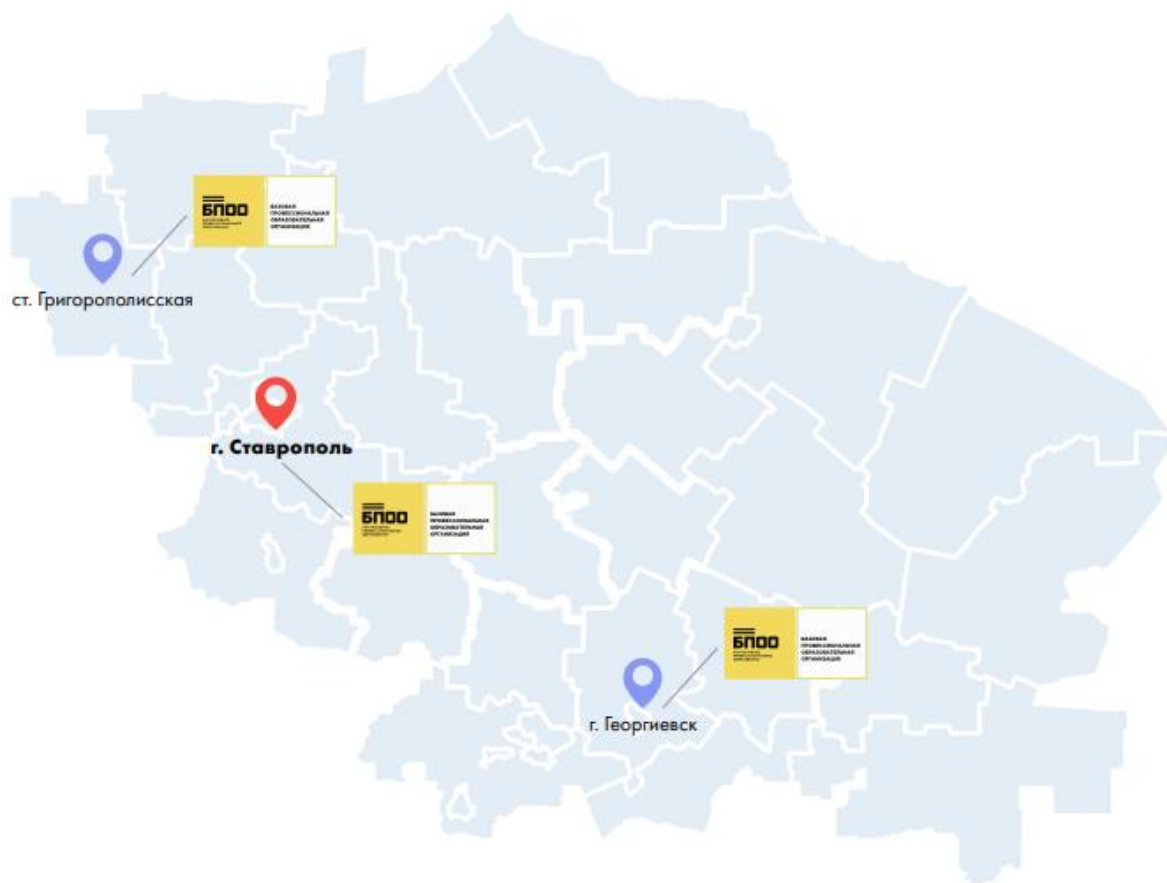 БПОО
БАЗОВАЯ
ПРОФЕССИОНАЛЬНАЯ
ОБРАЗОВАТЕЛЬНАЯ
ОРГАНИЗАЦИЯ
ст. Григорополисская
г. Ставрополь
БПОО
БАЗОВАЯ
ПРОФЕССИОНАЛЬНАЯ
ОБРАЗОВАТЕЛЬНАЯ
ОРГАНИЗАЦИЯ
БПОО
БАЗОВАЯ
ПРОФЕССИОНАЛЬНАЯ
ОБРАЗОВАТЕЛЬНАЯ
ОРГАНИЗАЦИЯ
г. Георгиевск